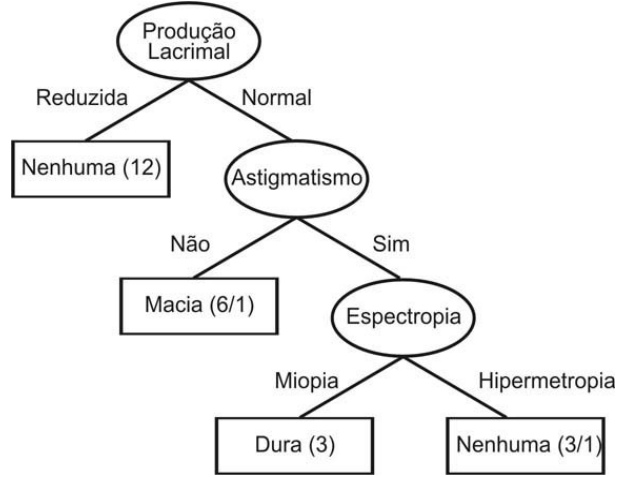 Produção
Lacrimal
Reduzida
Normal
Nenhuma (12)
Astigmatismo
Não
Sim
Macia (6/1)
Espectropia
Miopia
Hipermetropia
Dura (3)
Nenhuma (3/1)